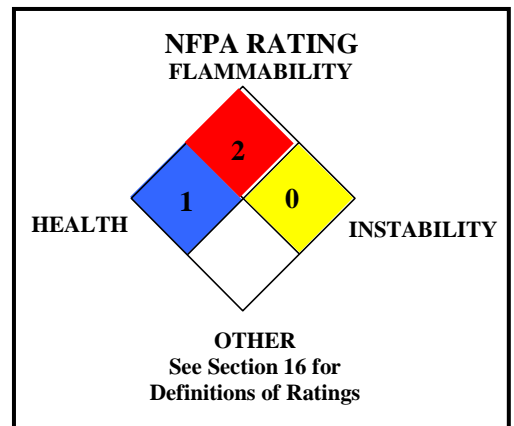 NFPA RATING
FLAMMABILITY
2
1
0
HEALTH
INSTABILITY
OTHER
See Section 16 for
Definitions of Ratings